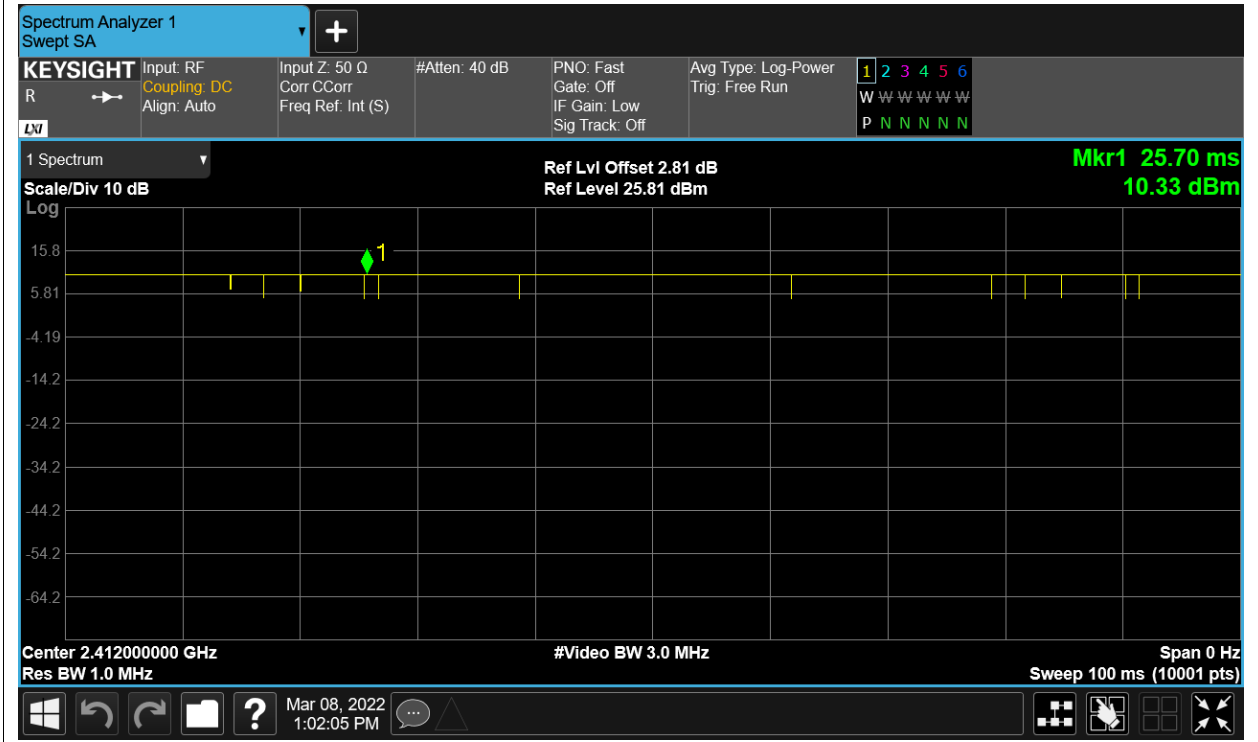 Spectrum Analyzer 1
Swept SA
+
KEYSIGHT
R
LXI
Input: RF
Coupling: DC
Align: Auto
Input Z: 50 Ω
Corr CCorr
Freq Ref: Int (S)
#Atten: 40 dB
PNO: Fast
Gate: Off
IF Gain: Low
Sig Track: Off
Avg Type: Log-Power
Trig: Free Run
1 2 3 4 5 6
W W W W W W
P N N N N N
1 Spectrum
Scale/Div 10 dB
Ref Lvl Offset 2.81 dB
Ref Level 25.81 dBm
Mkr1 25.70 ms
10.33 dBm
Log
1
15.8
5.81
-4.19
-14.2
-24.2
-34.2
-44.2
-54.2
-64.2
Center 2.412000000 GHz
#Video BW 3.0 MHz
Span 0 Hz
Res BW 1.0 MHz
Sweep 100 ms (10001 pts)
?
Mar 08, 2022
1:02:05 PM